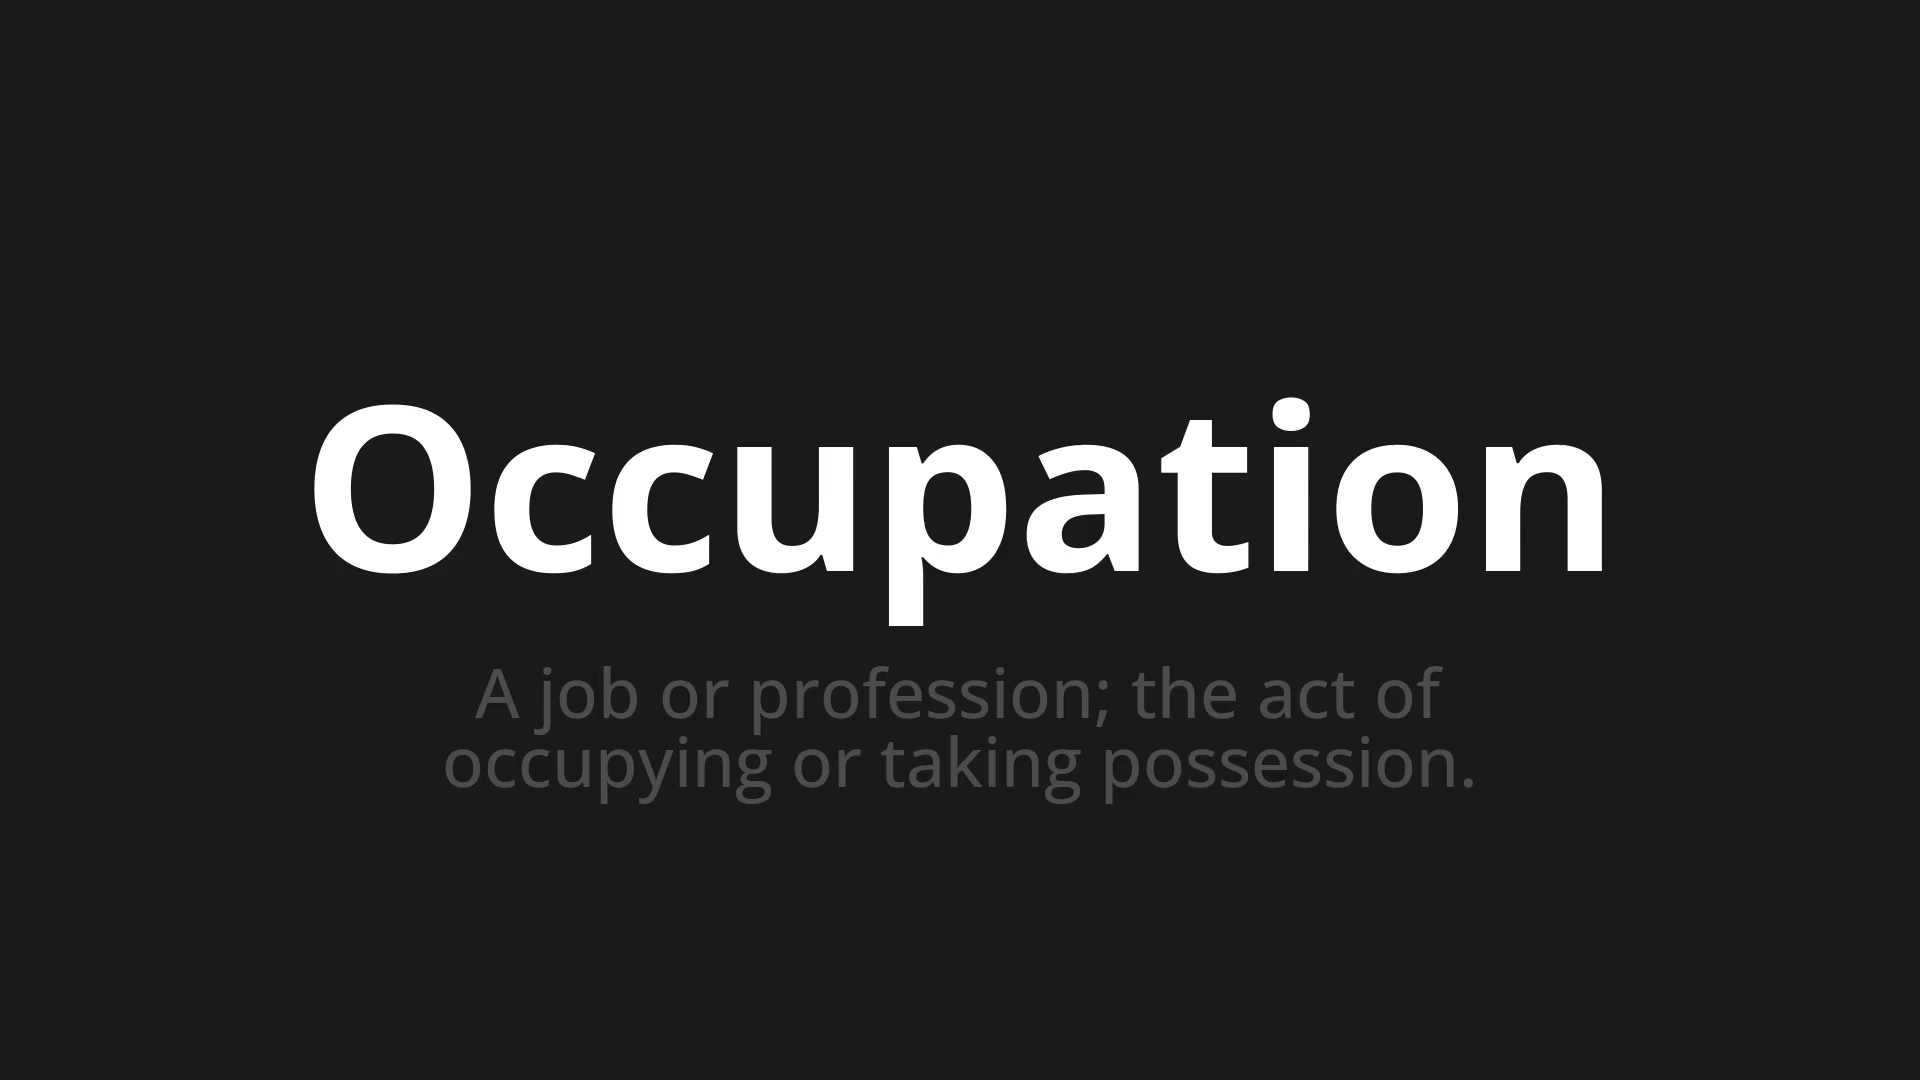 Occupation
A job or profession; the act of
occupying or taking possession.